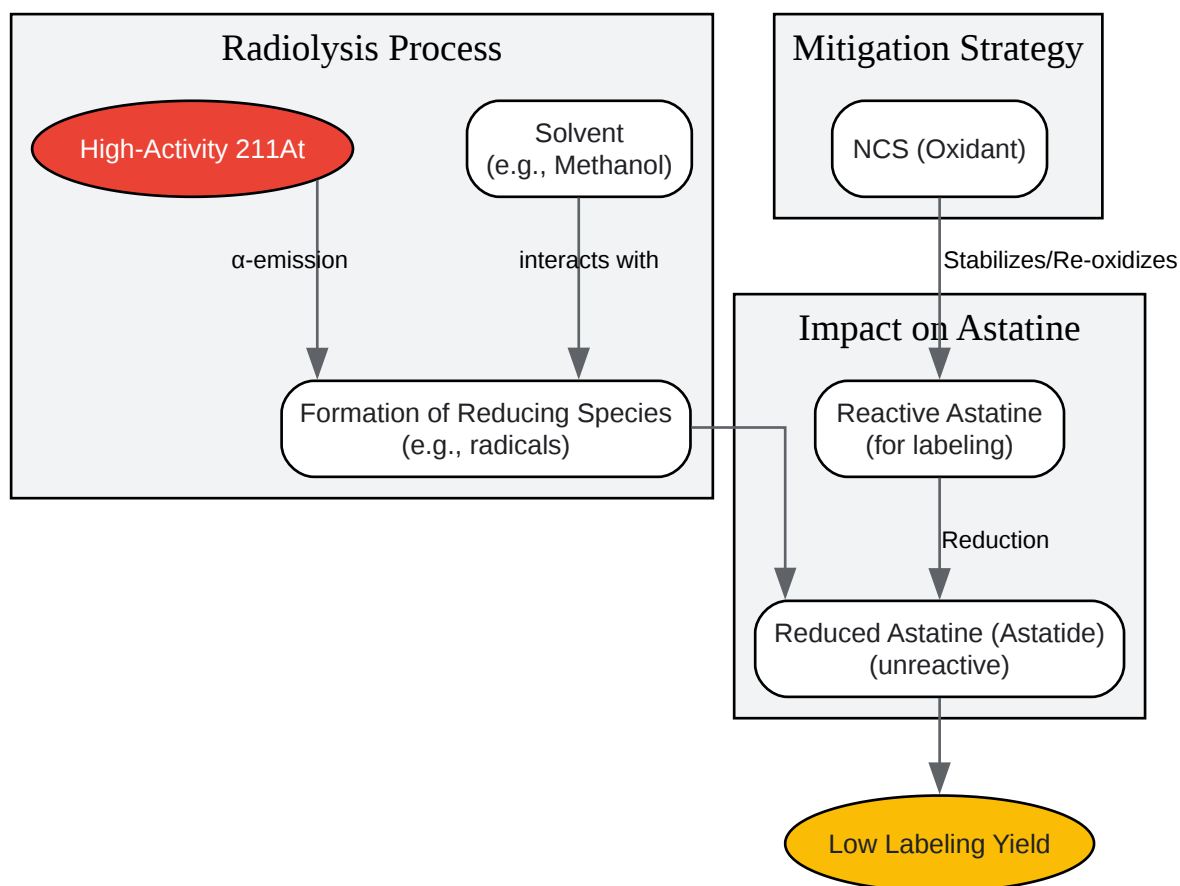 Radiolysis Process
High-Activity 211At
Solvent
(e.g., Methanol)
α-emission
interacts with
Formation of Reducing Species
(e.g., radicals)
Mitigation Strategy
NCS (Oxidant)
Stabilizes/Re-oxidizes
Impact on Astatine
Reactive Astatine
(for labeling)
Reduction
Reduced Astatine (Astatide)
(unreactive)
Low Labeling Yield